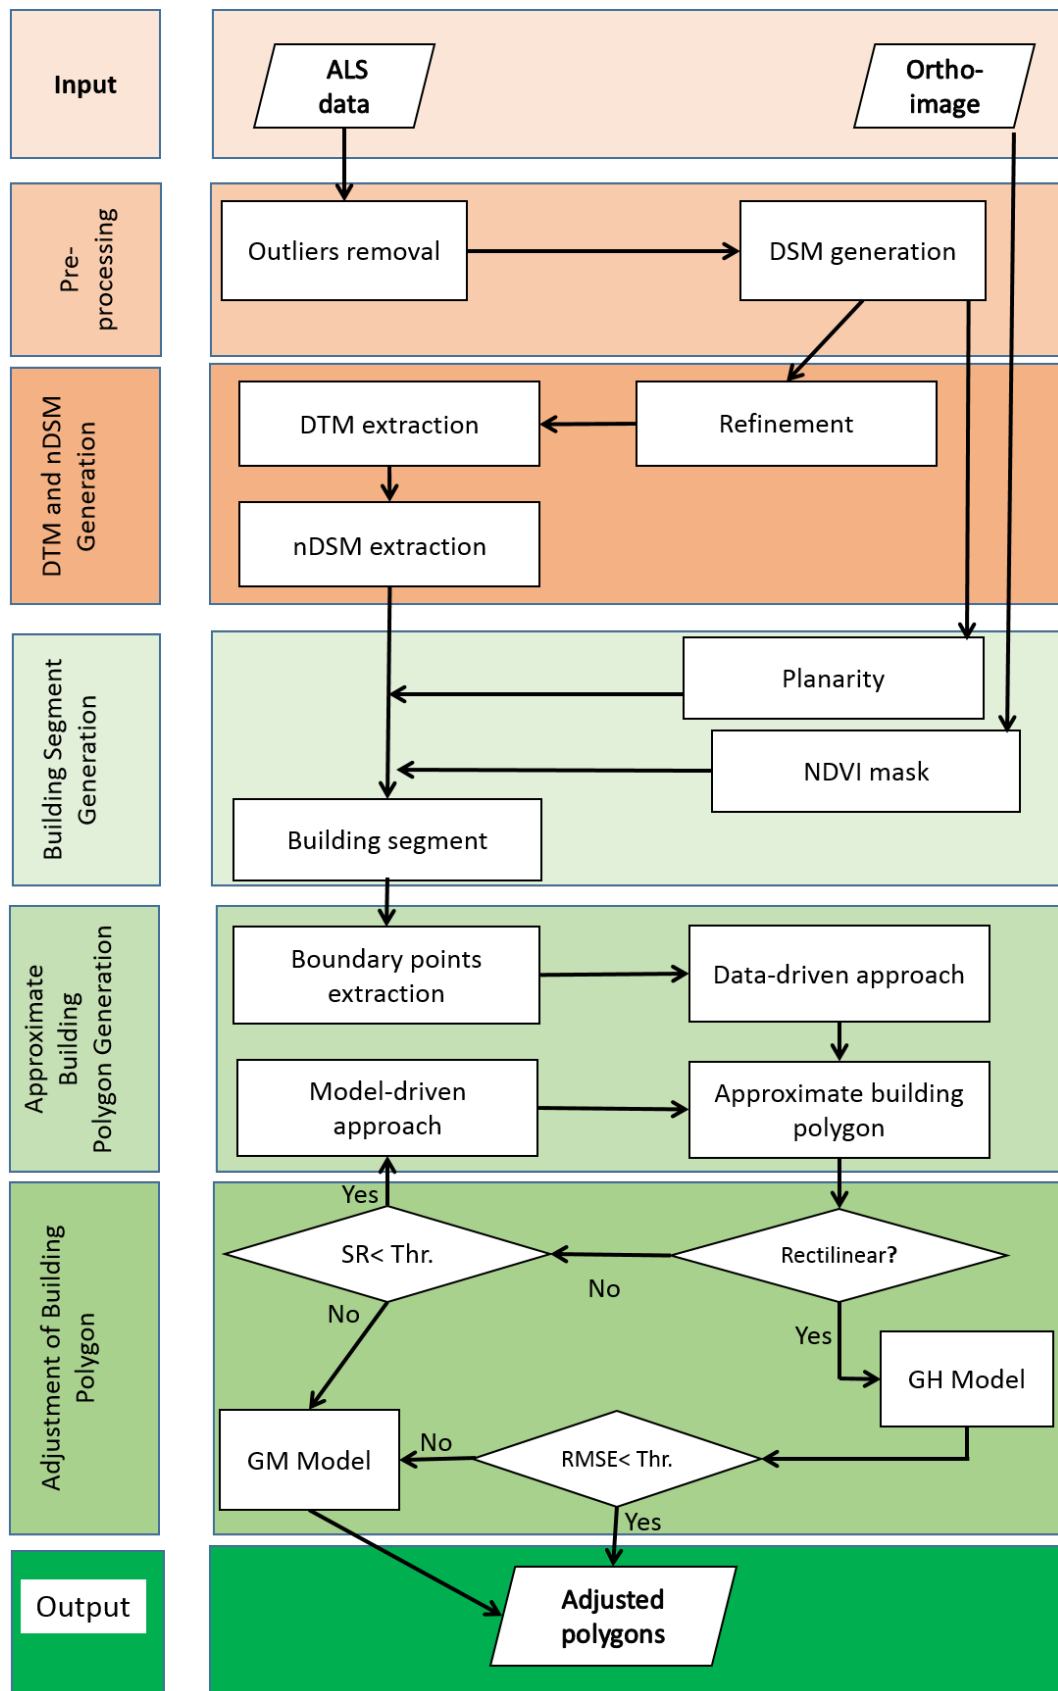 Input
ALS
data
Ortho-
image
Pre-
processing
Outliers removal
DSM generation
DTM and nDSM
Generation
DTM extraction
Refinement
nDSM extraction
Building Segment
Generation
Planarity
NDVI mask
Building segment
Approximate
Building
Polygon Generation
Boundary points
extraction
Data-driven approach
Model-driven
approach
Approximate building
polygon
Adjustment of Building
Polygon
Yes
SR< Thr.
Rectilinear?
No
No
Yes
GH Model
GM Model
No
RMSE< Thr.
Yes
Output
Adjusted
polygons